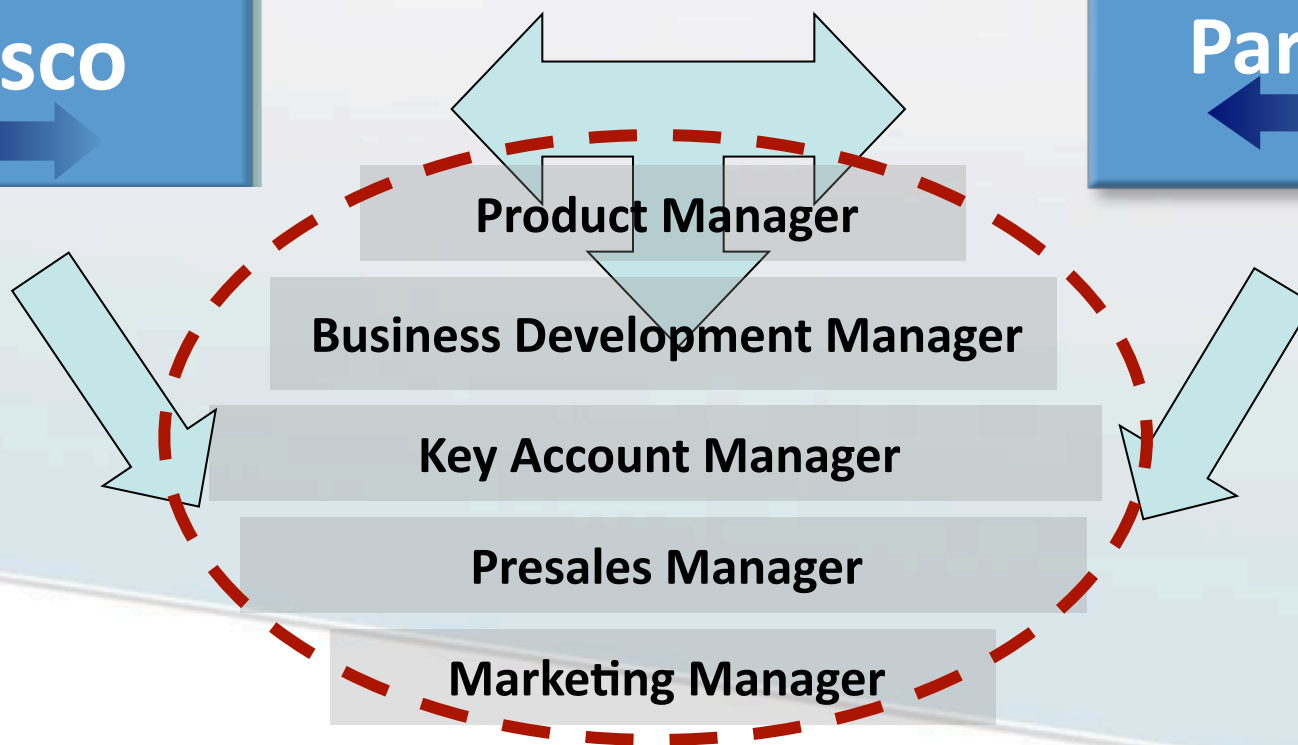 sco
Par
Product Manager
Business Development Manager
Key Account Manager
Presales Manager
Marketing Manager